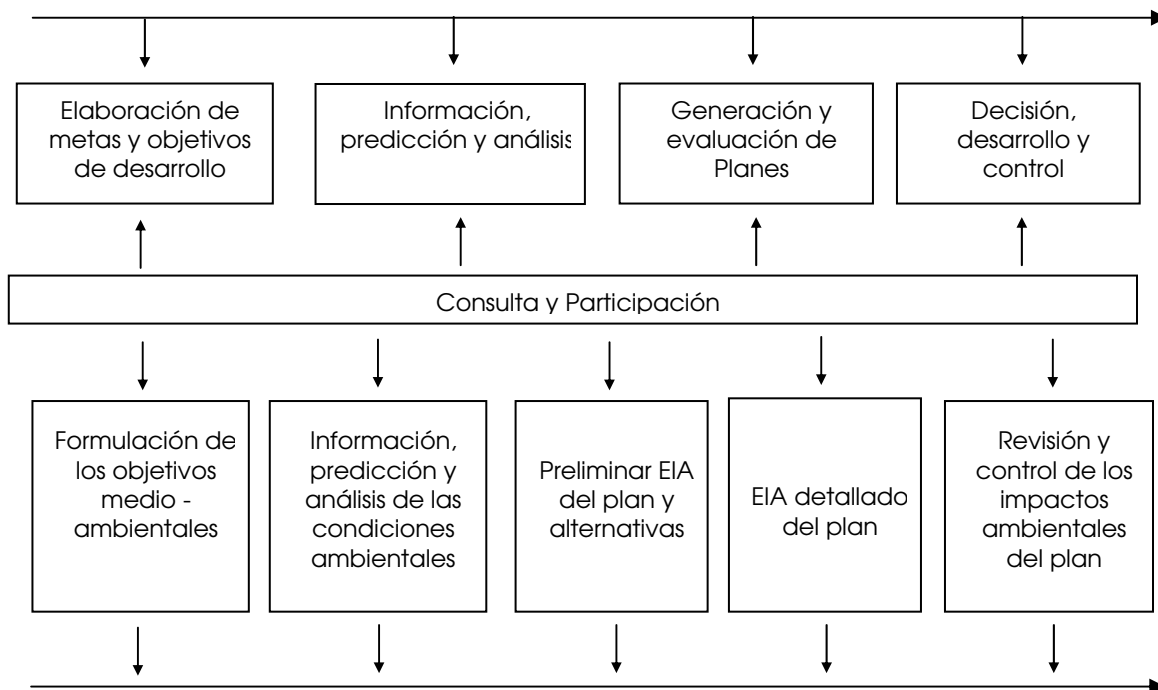 Elaboración de
metas y objetivos
de desarrollo
Información,
predicción y análisis
Generación y
evaluación de
Planes
Decisión,
desarrollo y
control
Consulta y Participación
Formulación de
los objetivos
medio -
ambientales
Información,
predicción y
análisis de las
condiciones
ambientales
Preliminar EIA
del plan y
alternativas
EIA detallado
del plan
Revisión y
control de los
impactos
ambientales
del plan